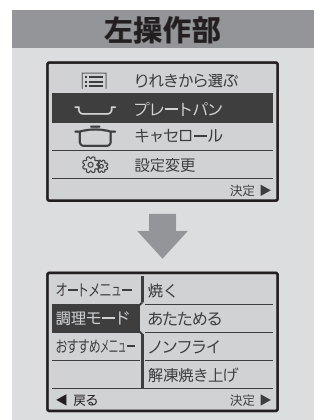 左操作部
りれきから選ぶ
プレートパン
キャセロール
設定変更
決定 ▶
オートメニュー 焼く
調理モード あたためる
おすすめメニュー ノンフライ
解凍焼き上げ
◀ 戻る 決定 ▶